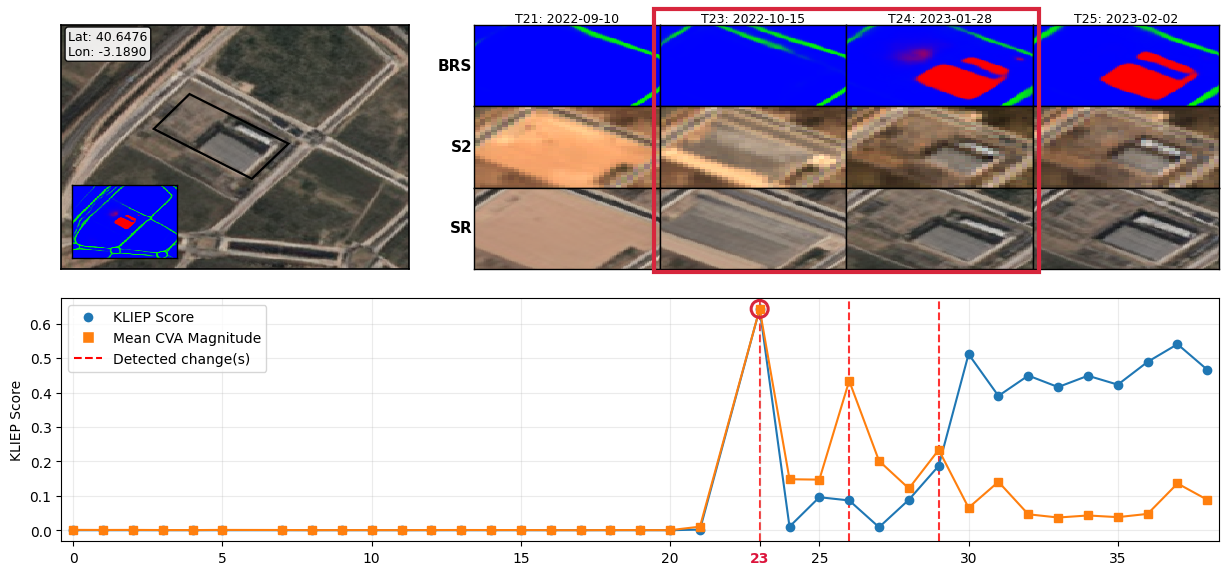 Lat: 40.6476
Lon: -3.1890
T21: 2022-09-10
T23: 2022-10-15
T24: 2023-01-28
T25: 2023-02-02
BRS
S2
SR
KLIEP Score
Mean CVA Magnitude
Detected change(s)
KLIEP Score
0.6
0.5
0.4
0.3
0.2
0.1
0.0
0
5
10
15
20
23
25
30
35